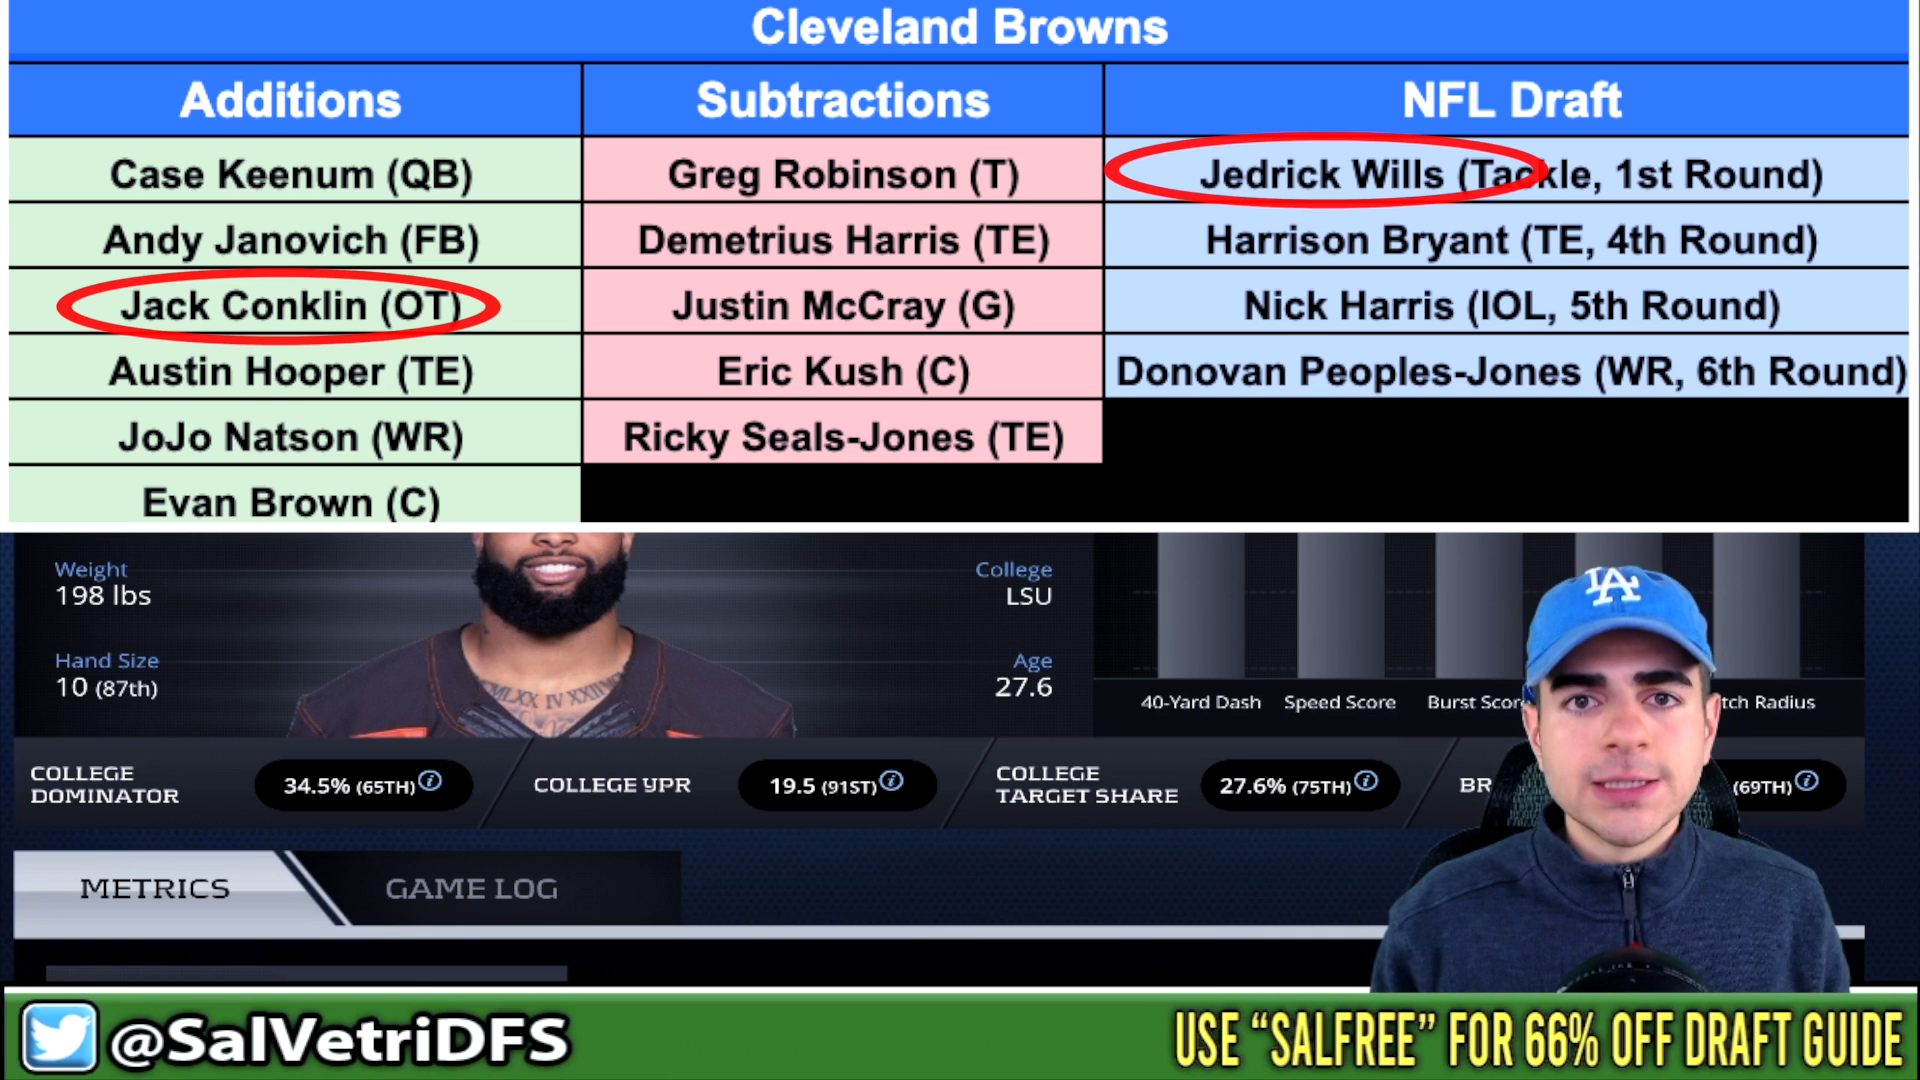 Cleveland Browns
Additions Subtractions NFL Draft
Case Keenum (QB) Greg Robinson (T) Jedrick Wills (Tackle, 1st Round)
Andy Janovich (FB) Demetrius Harris (TE) Harrison Bryant (TE, 4th Round)
Jack Conklin (OT) Justin McCray (G) Nick Harris (IOL, 5th Round)
Austin Hooper (TE) Eric Kush (C) Donovan Peoples-Jones (WR, 6th Round)
JoJo Natson (WR) Ricky Seals-Jones (TE)
Evan Brown (C)
Weight College
198 lbs LSU
Hand Size Age
10 (87th) 27.6
40-Yard Dash Speed Score Burst Scor tch Radius
COLLEGE DOMINATOR 34.5% (65TH) COLLEGE YPR 19.5 (91ST) COLLEGE TARGET SHARE 27.6% (75TH) BR (69TH)
METRICS GAME LOG
LA
@SalVetriDFS USE “SALFREE” FOR 66% OFF DRAFT GUIDE